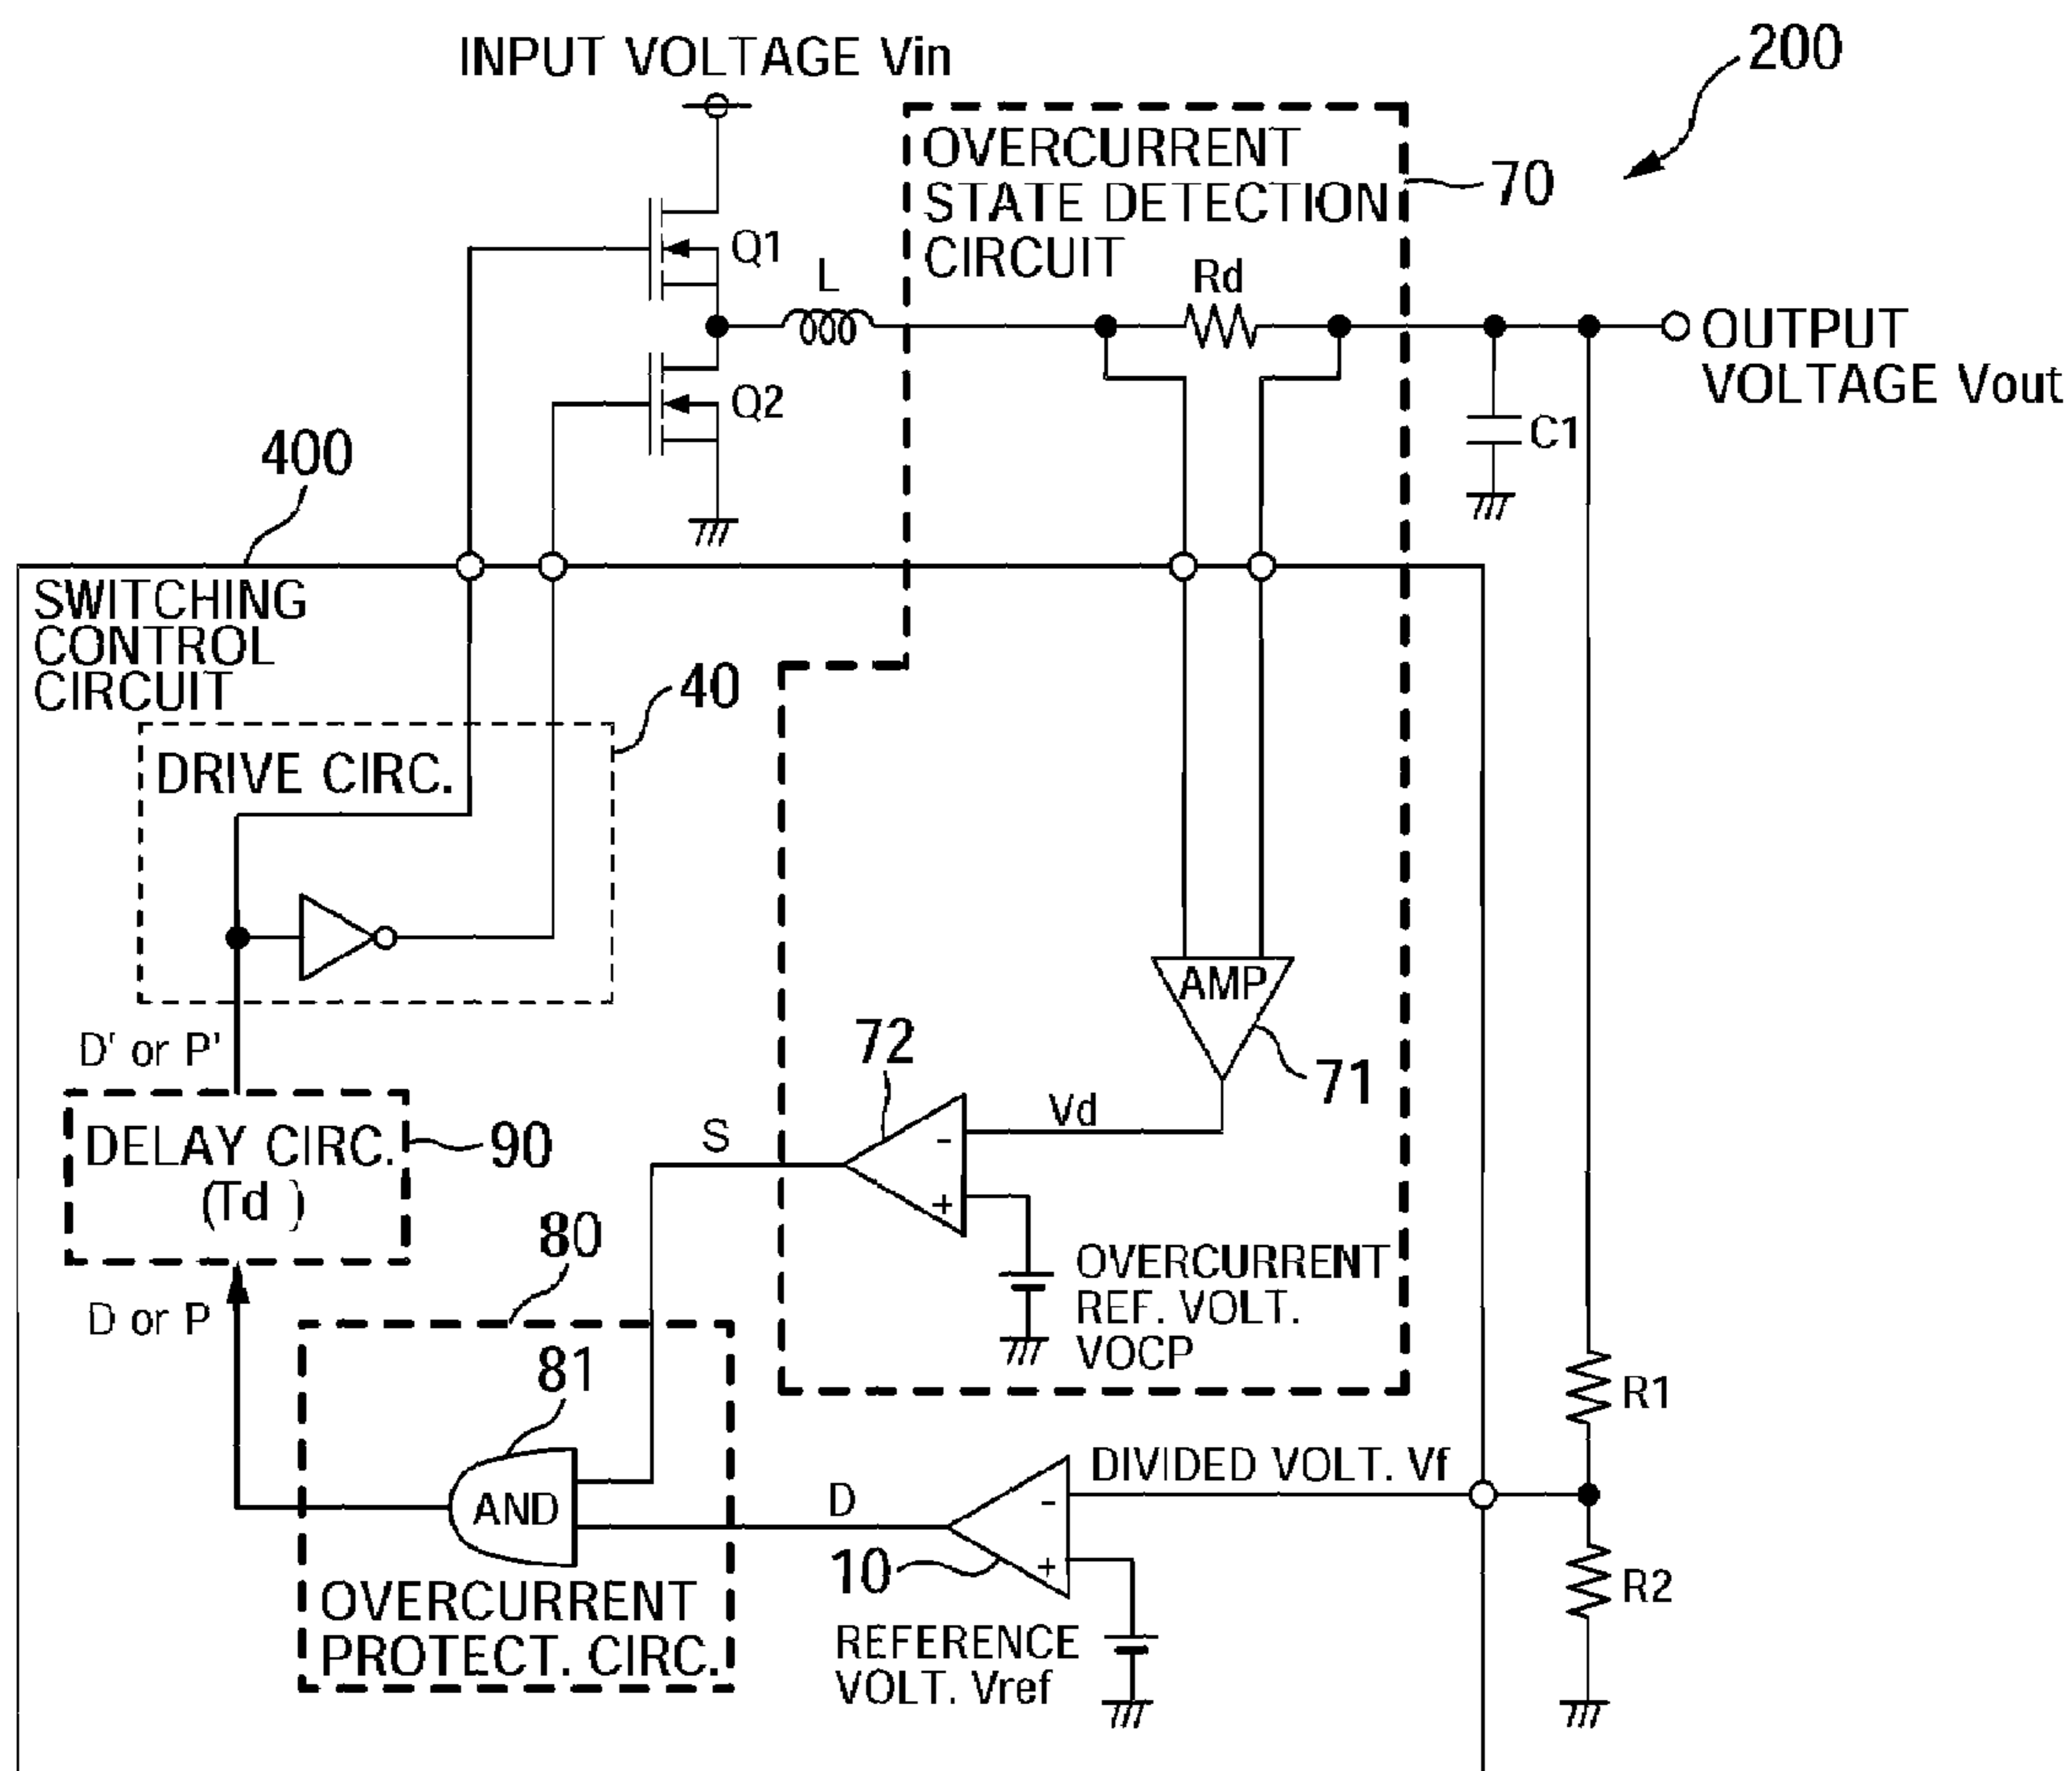 INPUT VOLTAGE Vin
200
OVERCURRENT
STATE DETECTION
CIRCUIT
70
Q1
L
Rd
OUTPUT
VOLTAGE Vout
Q2
C1
400
SWITCHING
CONTROL
CIRCUIT
40
DRIVE CIRC.
AMP
71
72
D' or P'
Vd
-
+
S
DELAY CIRC.
(Td )
90
80
OVERCURRENT
REF. VOLT.
VOCP
D or P
81
R1
DIVIDED VOLT. Vf
AND
D
-
+
10
R2
OVERCURRENT
PROTECT. CIRC.
REFERENCE
VOLT. Vref